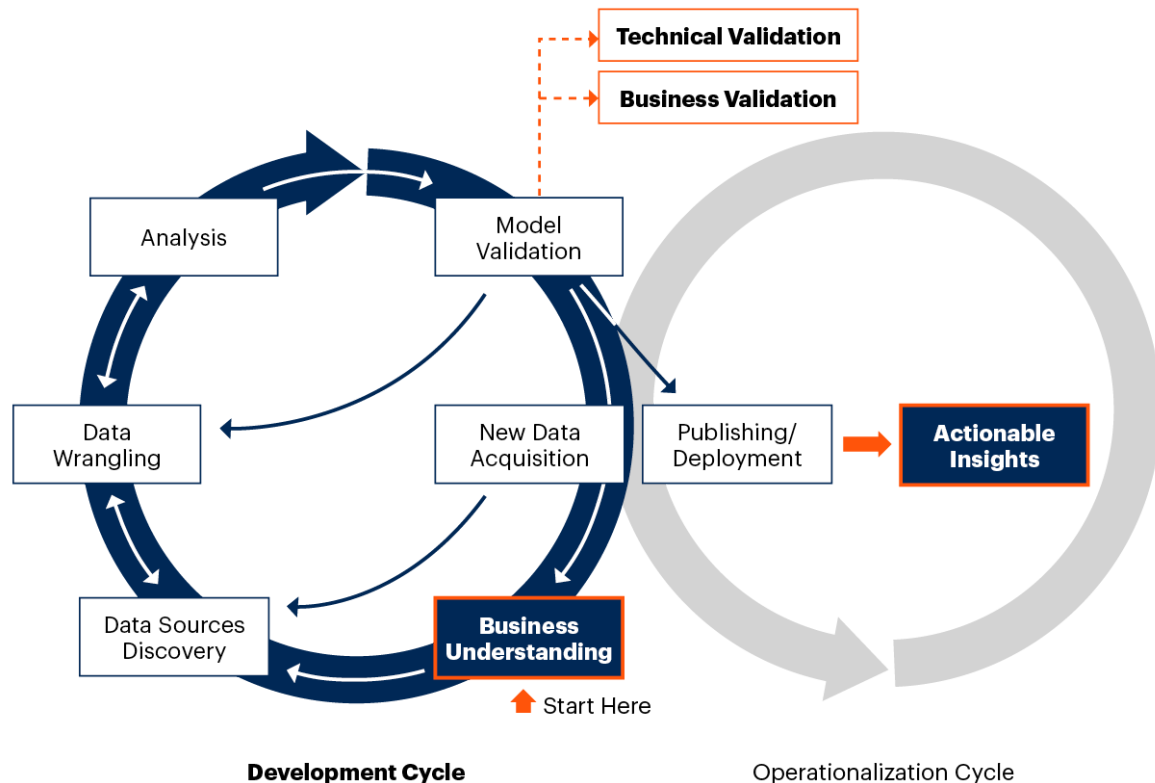 Technical Validation
Business Validation
Analysis
Model
Validation
Data
Wrangling
New Data
Acquisition
Publishing/
Deployment
Actionable
Insights
Data Sources
Discovery
Business
Understanding
Start Here
Development Cycle
Operationalization Cycle